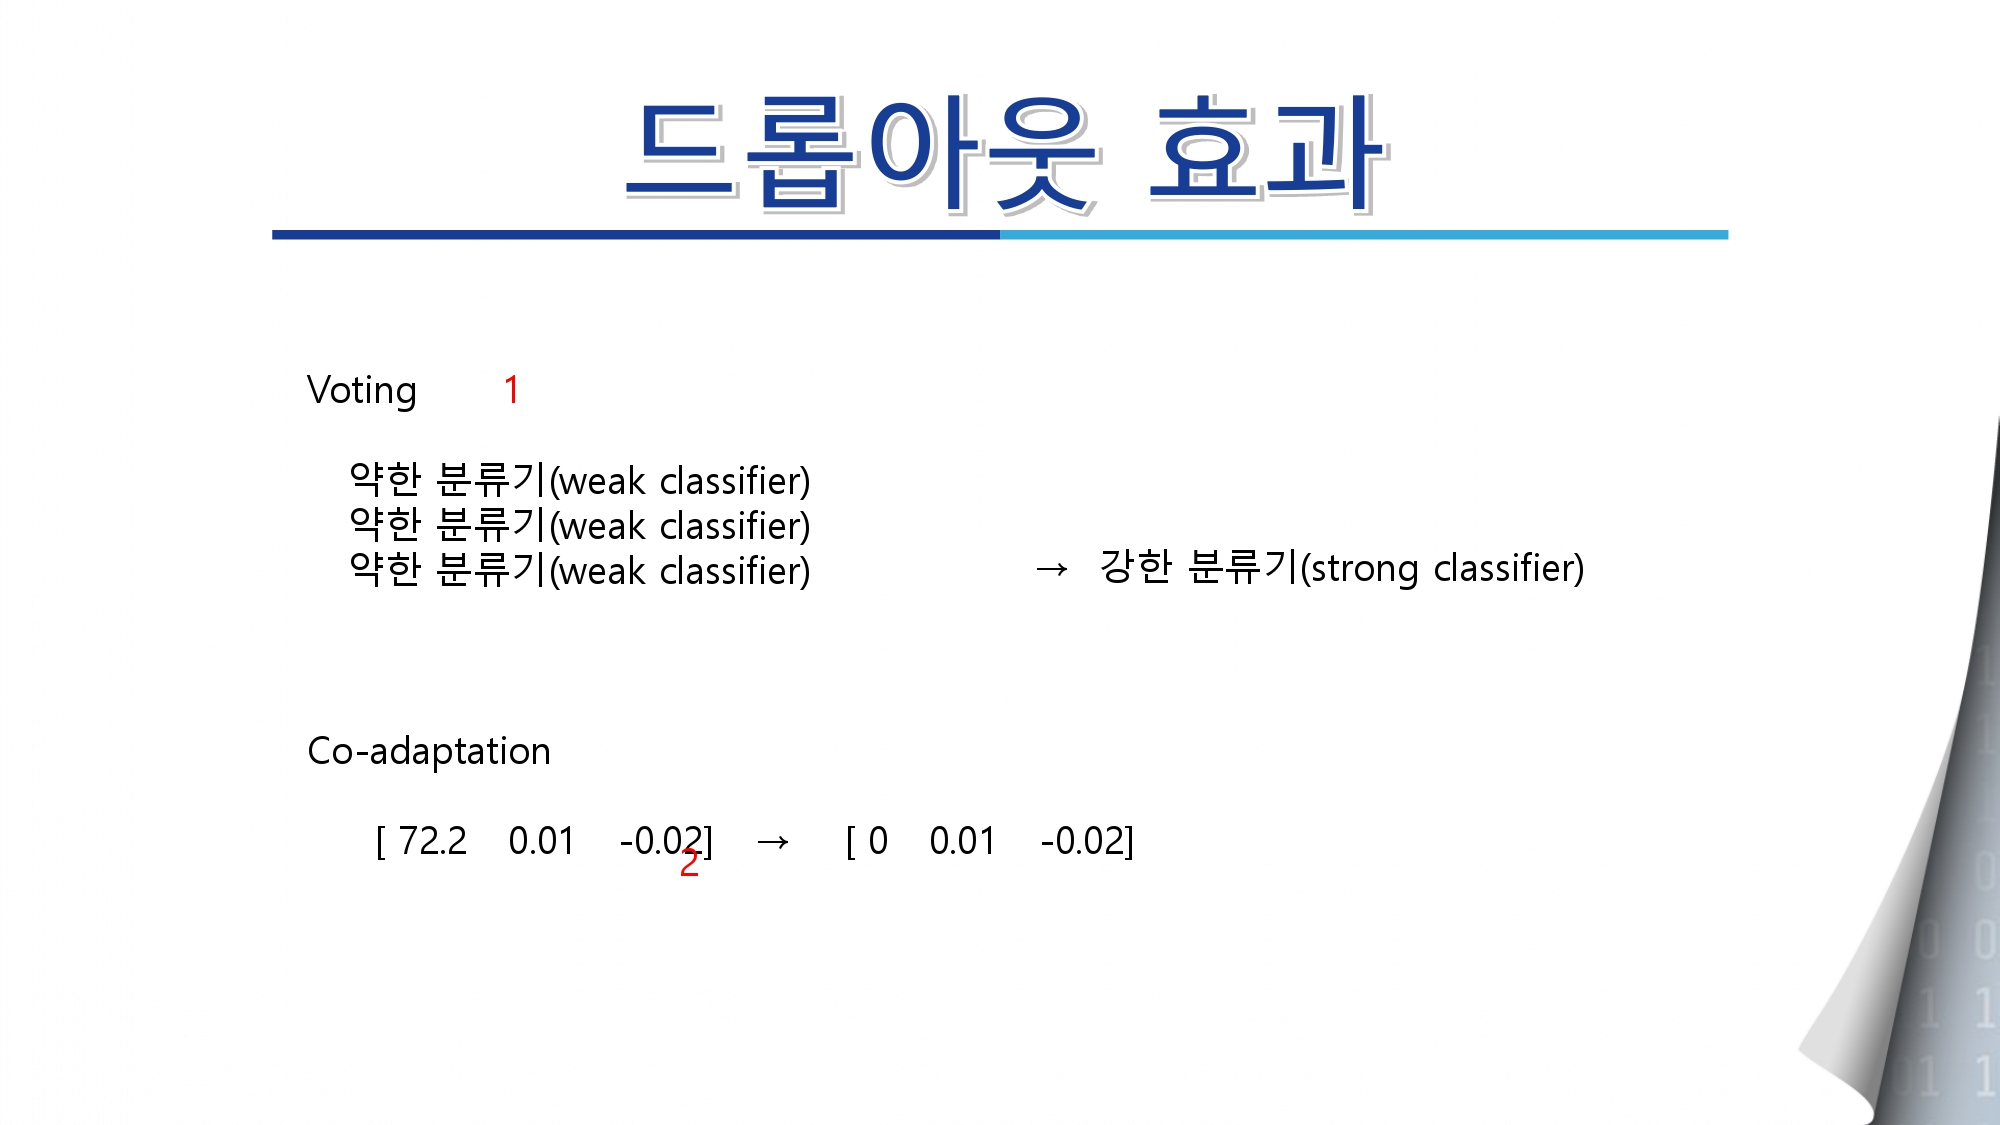 드롭아웃 효과
Voting 1
약한 분류기(weak classifier)
약한 분류기(weak classifier)
약한 분류기(weak classifier) → 강한 분류기(strong classifier)
Co-adaptation
[ 72.2 0.01 -0.02] → [ 0 0.01 -0.02]
2